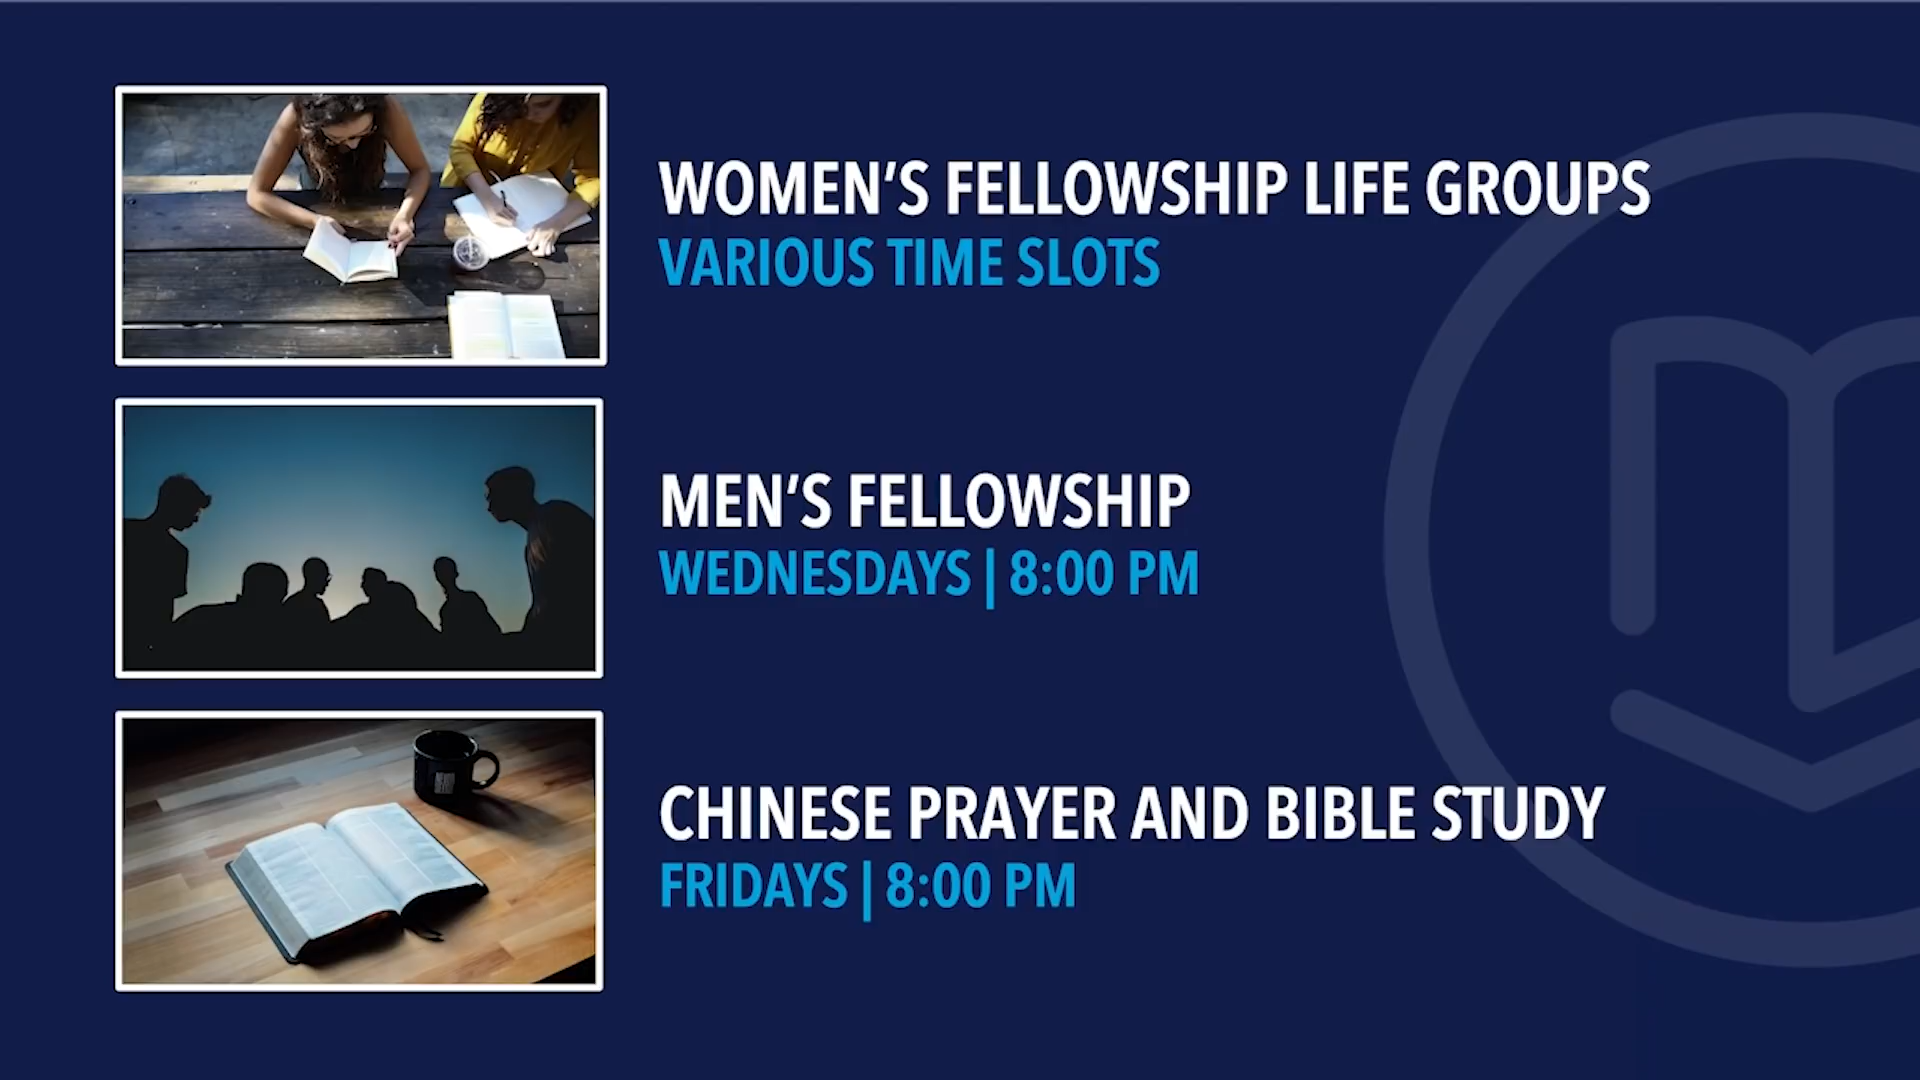 WOMEN’S FELLOWSHIP LIFE GROUPS
VARIOUS TIME SLOTS
MEN’S FELLOWSHIP
WEDNESDAYS | 8:00 PM
CHINESE PRAYER AND BIBLE STUDY
FRIDAYS | 8:00 PM